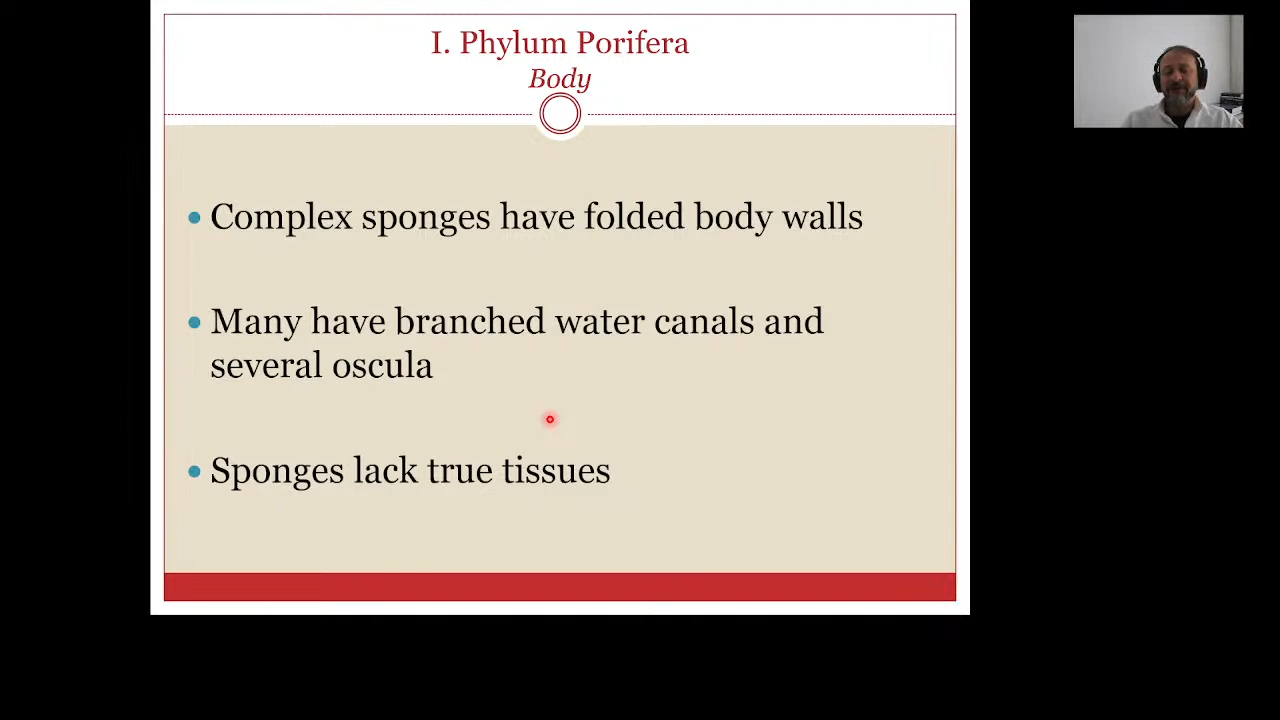 I. Phylum Porifera
Body
Complex sponges have folded body walls
Many have branched water canals and
several oscula
Sponges lack true tissues